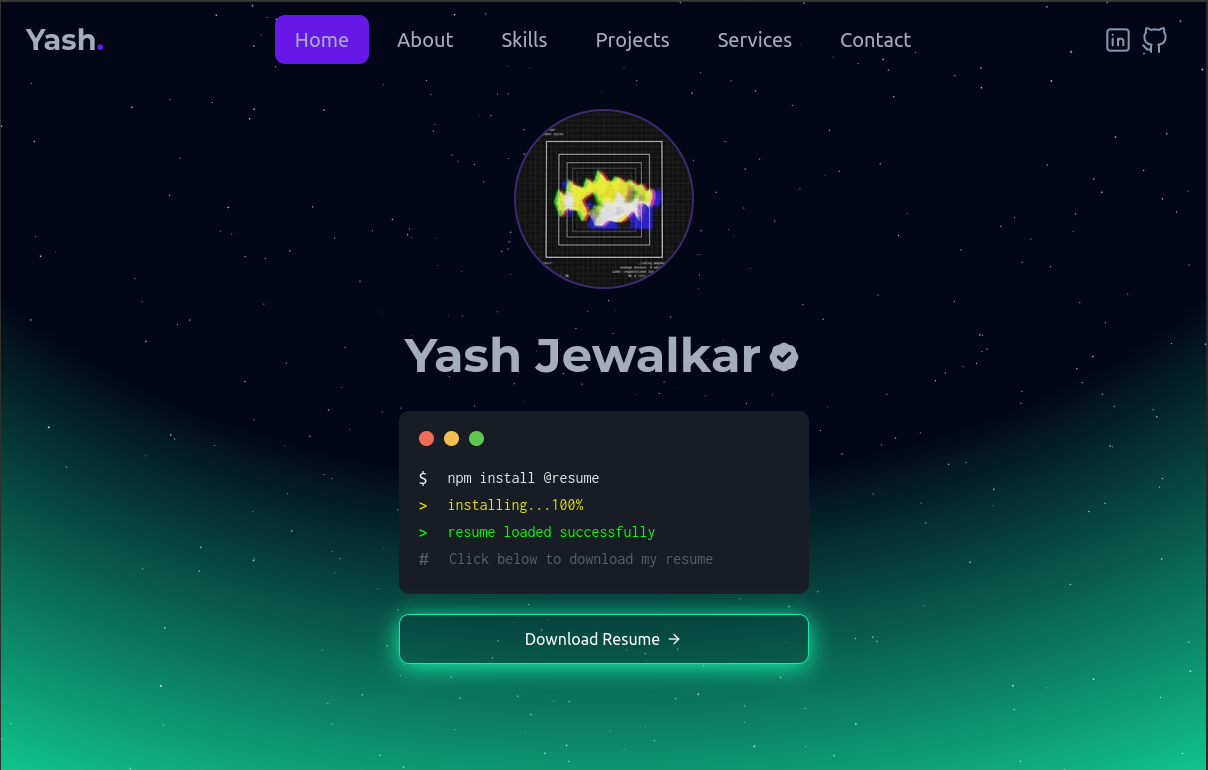 Yash.
Home About Skills Projects Services Contact
Yash Jewalkar
$ npm install @resume
> installing...100%
> resume loaded successfully
# Click below to download my resume
Download Resume →